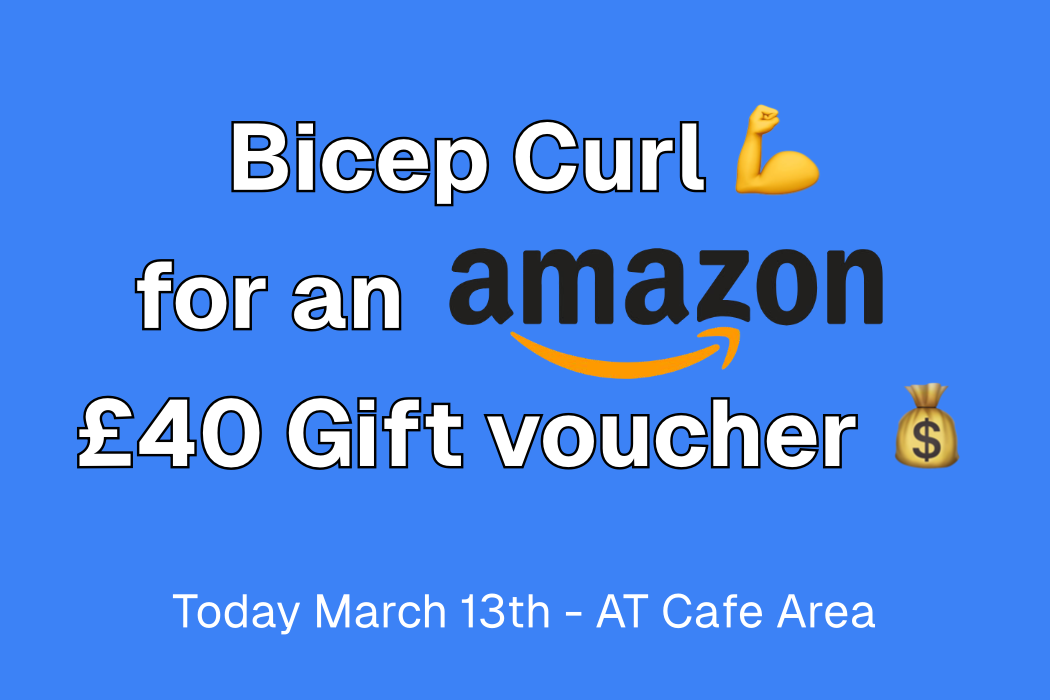 Bicep Curl 💪
for an amazon
£40 Gift voucher 💰
Today March 13th - AT Cafe Area